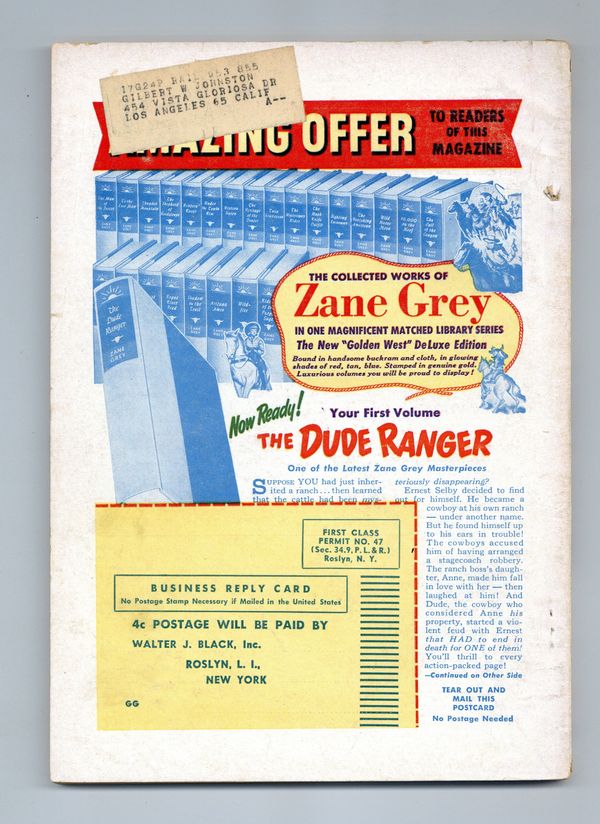 17G24P RAIL 953 855
GILBERT W JOHNSTON
454 VISTA GLORIOSA DR
LOS ANGELES 65 CALIF
A--
AMAZING OFFER
TO READERS
OF THIS
MAGAZINE
THE COLLECTED WORKS OF
Zane Grey
IN ONE MAGNIFICENT MATCHED LIBRARY SERIES
The New "Golden West" DeLuxe Edition
Bound in handsome buckram and cloth, in glowing
shades of red, tan, blue. Stamped in genuine gold.
Luxurious volumes you will be proud to display!
The
Dude
Ranger
ZANE
GREY
Now Ready!
Your First Volume
THE DUDE RANGER
One of the Latest Zane Grey Masterpieces
SUPPOSE YOU had just inher-
ited a ranch...then learned
that the cattle had been mys-
teriously disappearing?
Ernest Selby decided to find
out for himself. He became a
cowboy at his own ranch
— under another name.
But he found himself up
to his ears in trouble!
The cowboys accused
him of having arranged
a stagecoach robbery.
The ranch boss's daugh-
ter, Anne, made him fall
in love with her — then
laughed at him! And
Dude, the cowboy who
considered Anne his
property, started a vio-
lent feud with Ernest
that HAD to end in
death for ONE of them!
You'll thrill to every
action-packed page!
—Continued on Other Side
TEAR OUT AND
MAIL THIS
POSTCARD
No Postage Needed
FIRST CLASS
PERMIT NO. 47
(Sec. 34.9, P.L.&R.)
Roslyn, N. Y.
BUSINESS REPLY CARD
No Postage Stamp Necessary if Mailed in the United States
4c POSTAGE WILL BE PAID BY
WALTER J. BLACK, Inc.
ROSLYN, L. I.,
NEW YORK
GG